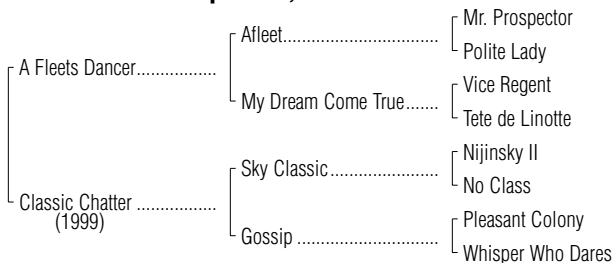 Mr. Prospector
Afleet
Polite Lady
A Fleets Dancer
Vice Regent
My Dream Come True
Tete de Linotte
Nijinsky II
Sky Classic
No Class
Classic Chatter
(1999)
Pleasant Colony
Gossip
Whisper Who Dares